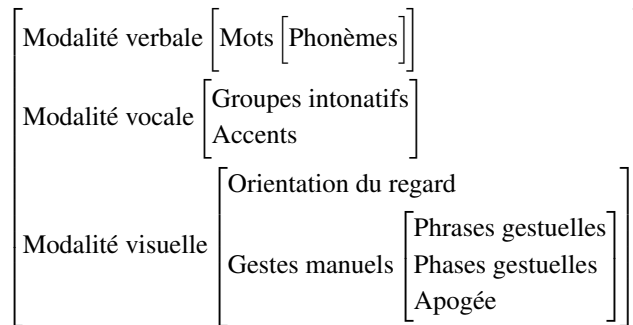 Modalité verbale [Mots [Phonèmes]]
Modalité vocale [Groupes intonatifs
Accents]
Modalité visuelle [Orientation du regard
Gestes manuels [Phrases gestuelles
Phases gestuelles
Apogée]]